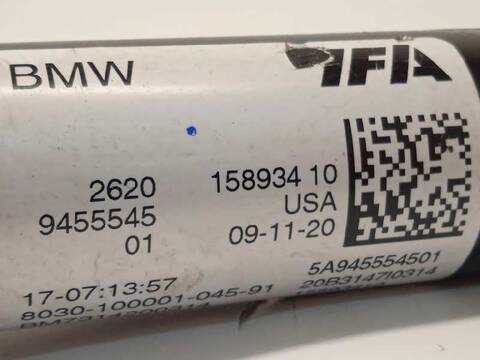 BMW IFA
2620 158934 10
9455545 USA
01 09-11-20
5A945554501
17-07:13:57 20B3147I0314
8030-100001-045-91